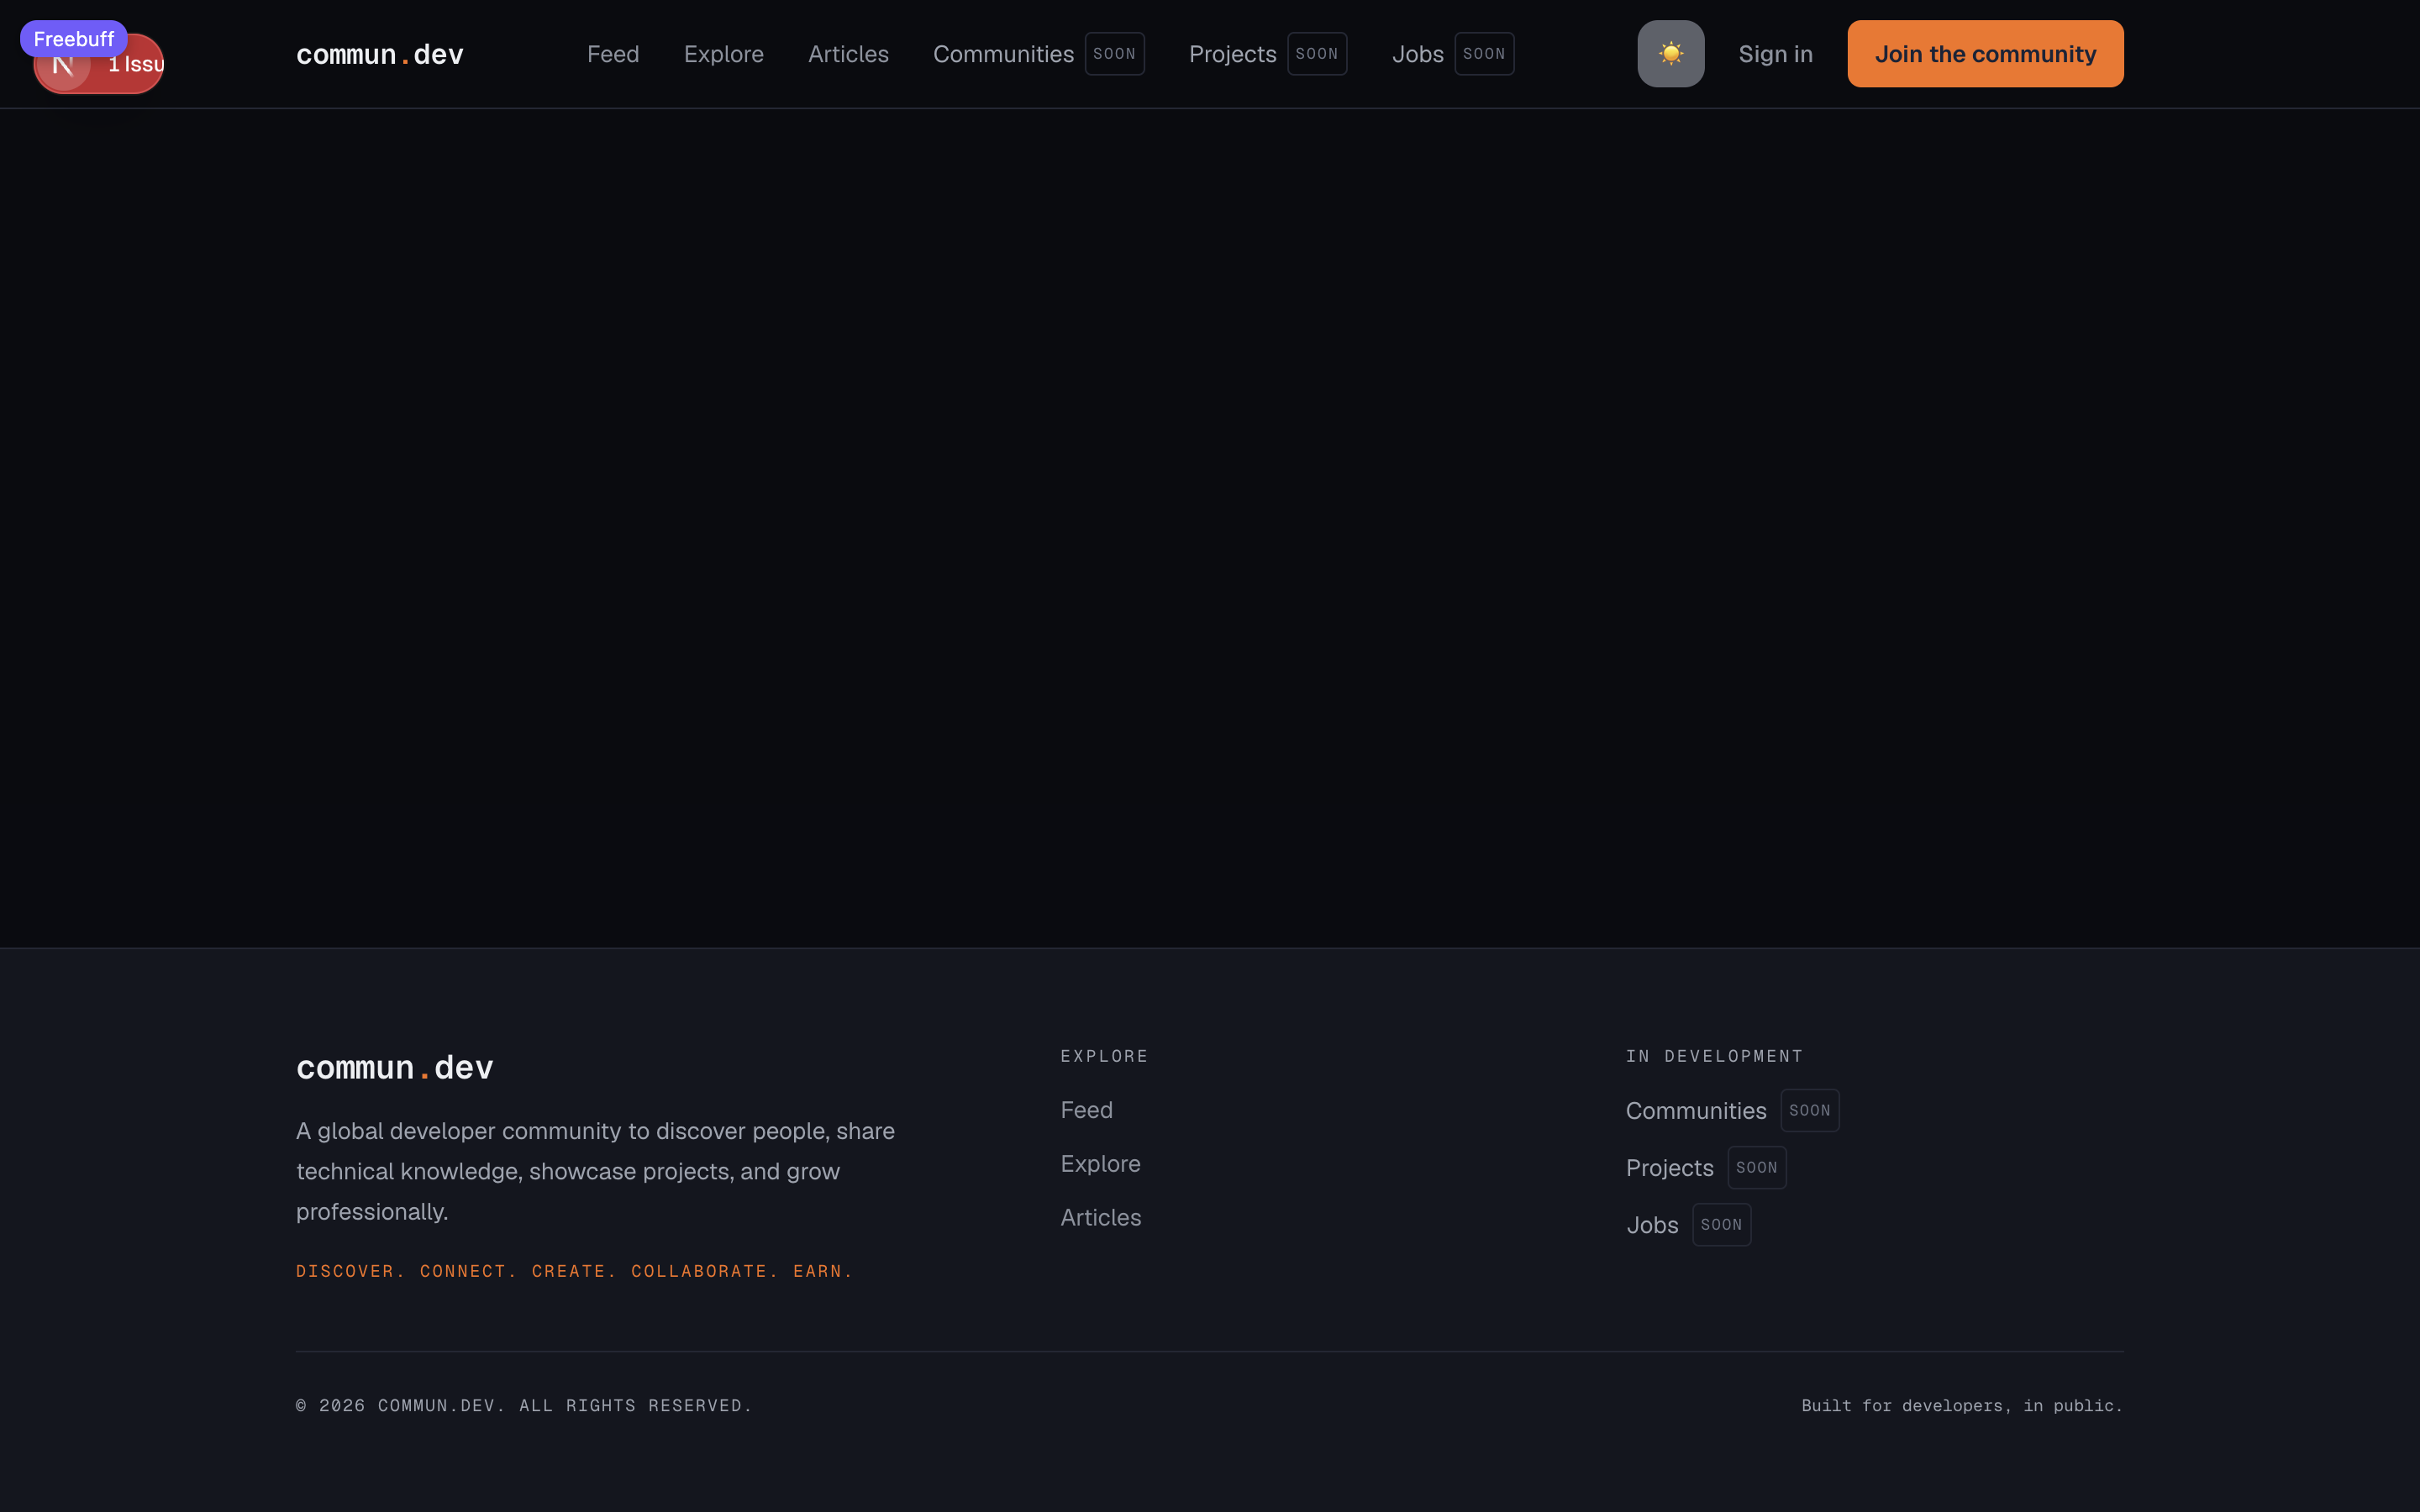 Freebuff
1 Issu
commun.dev
Feed
Explore
Articles
Communities SOON
Projects SOON
Jobs SOON
Sign in
Join the community
commun.dev
A global developer community to discover people, share
technical knowledge, showcase projects, and grow
professionally.
DISCOVER. CONNECT. CREATE. COLLABORATE. EARN.
EXPLORE
Feed
Explore
Articles
IN DEVELOPMENT
Communities SOON
Projects SOON
Jobs SOON
© 2026 COMMUN.DEV. ALL RIGHTS RESERVED.
Built for developers, in public.